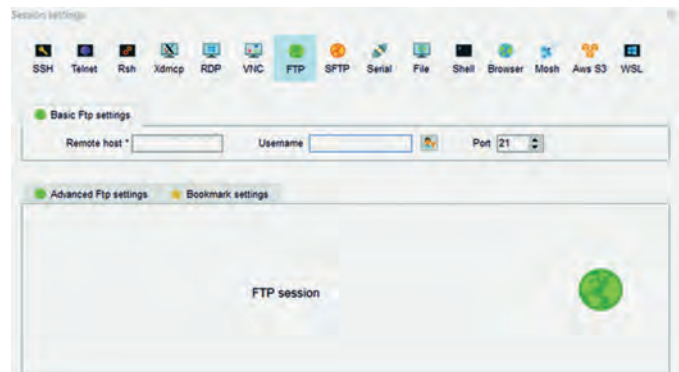 Session settings
SSH Telnet Rsh Xdmcp RDP VNC FTP SFTP Serial File Shell Browser Mosh Aws S3 WSL
Basic Ftp settings
Remote host * Username Port 21
Advanced Ftp settings Bookmark settings
FTP session